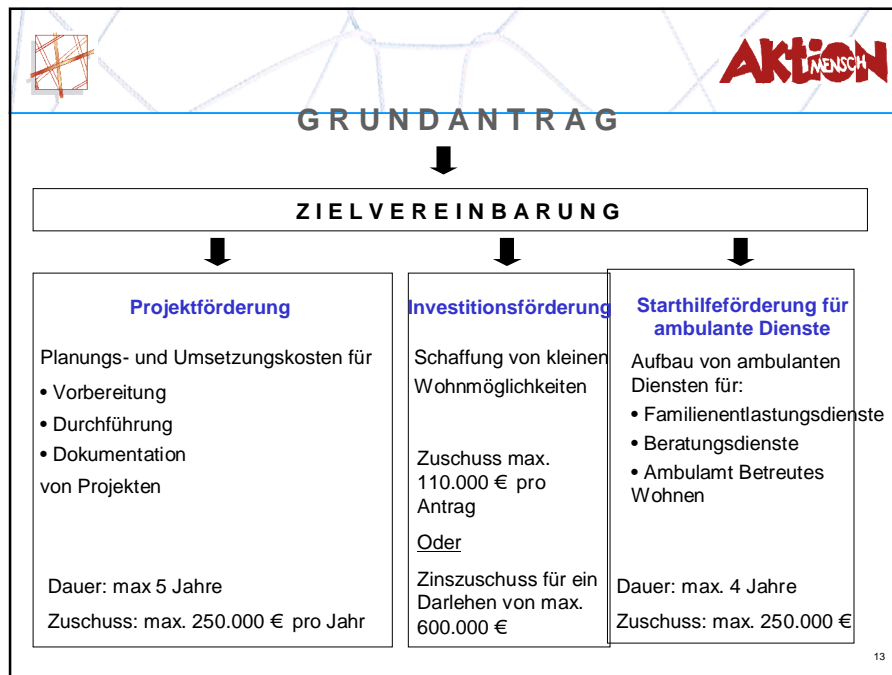 AKTION
MENSCH
GRUNDANTRAG
ZIELVEREINBARUNG
Projektförderung
Planungs- und Umsetzungskosten für
• Vorbereitung
• Durchführung
• Dokumentation
von Projekten
Dauer: max 5 Jahre
Zuschuss: max. 250.000 € pro Jahr
Investitionsförderung
Schaffung von kleinen
Wohnmöglichkeiten
Zuschuss max.
110.000 € pro
Antrag
Oder
Zinszuschuss für ein
Darlehen von max.
600.000 €
Starthilfeförderung für
ambulante Dienste
Aufbau von ambulanten
Diensten für:
• Familienentlastungsdienste
• Beratungsdienste
• Ambulamt Betreutes
Wohnen
Dauer: max. 4 Jahre
Zuschuss: max. 250.000 €
13